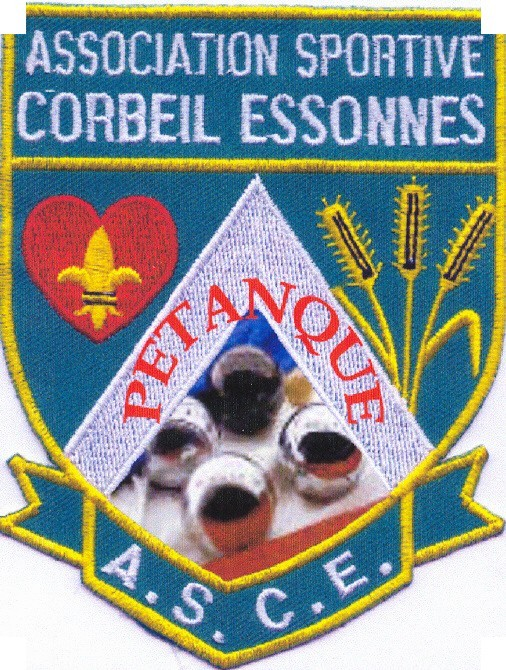 ASSOCIATION SPORTIVE
CORBEIL ESSONNES
PETANQUE
A.S.C.E.